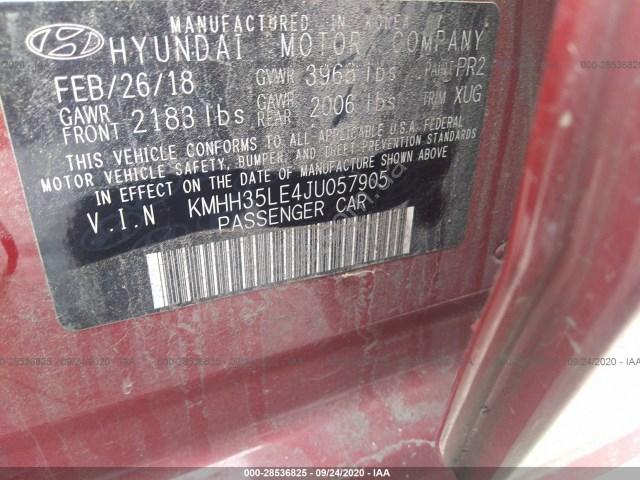 MANUFACTURED IN KOREA
HYUNDAI MOTOR COMPANY
FEB/26/18 GVWR 3968 lbs PAINT PR2
GAWR FRONT 2183 lbs GAWR REAR 2006 lbs TRIM XUG
THIS VEHICLE CONFORMS TO ALL APPLICABLE U.S.A. FEDERAL
MOTOR VEHICLE SAFETY, BUMPER, AND THEFT PREVENTION STANDARDS
IN EFFECT ON THE DATE OF MANUFACTURE SHOWN ABOVE.
V.I.N KMHH35LE4JU057905
PASSENGER CAR
000-28536825 - 09/24/2020 - IAA